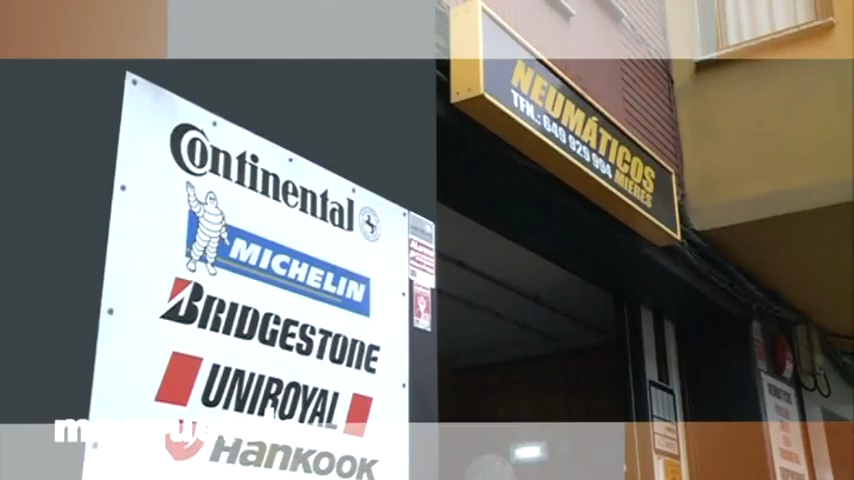 Continental
MICHELIN
BRIDGESTONE
UNIROYAL
HANKOOK
NEUMÁTICOS
TFN.: 649 929 994 MIERES